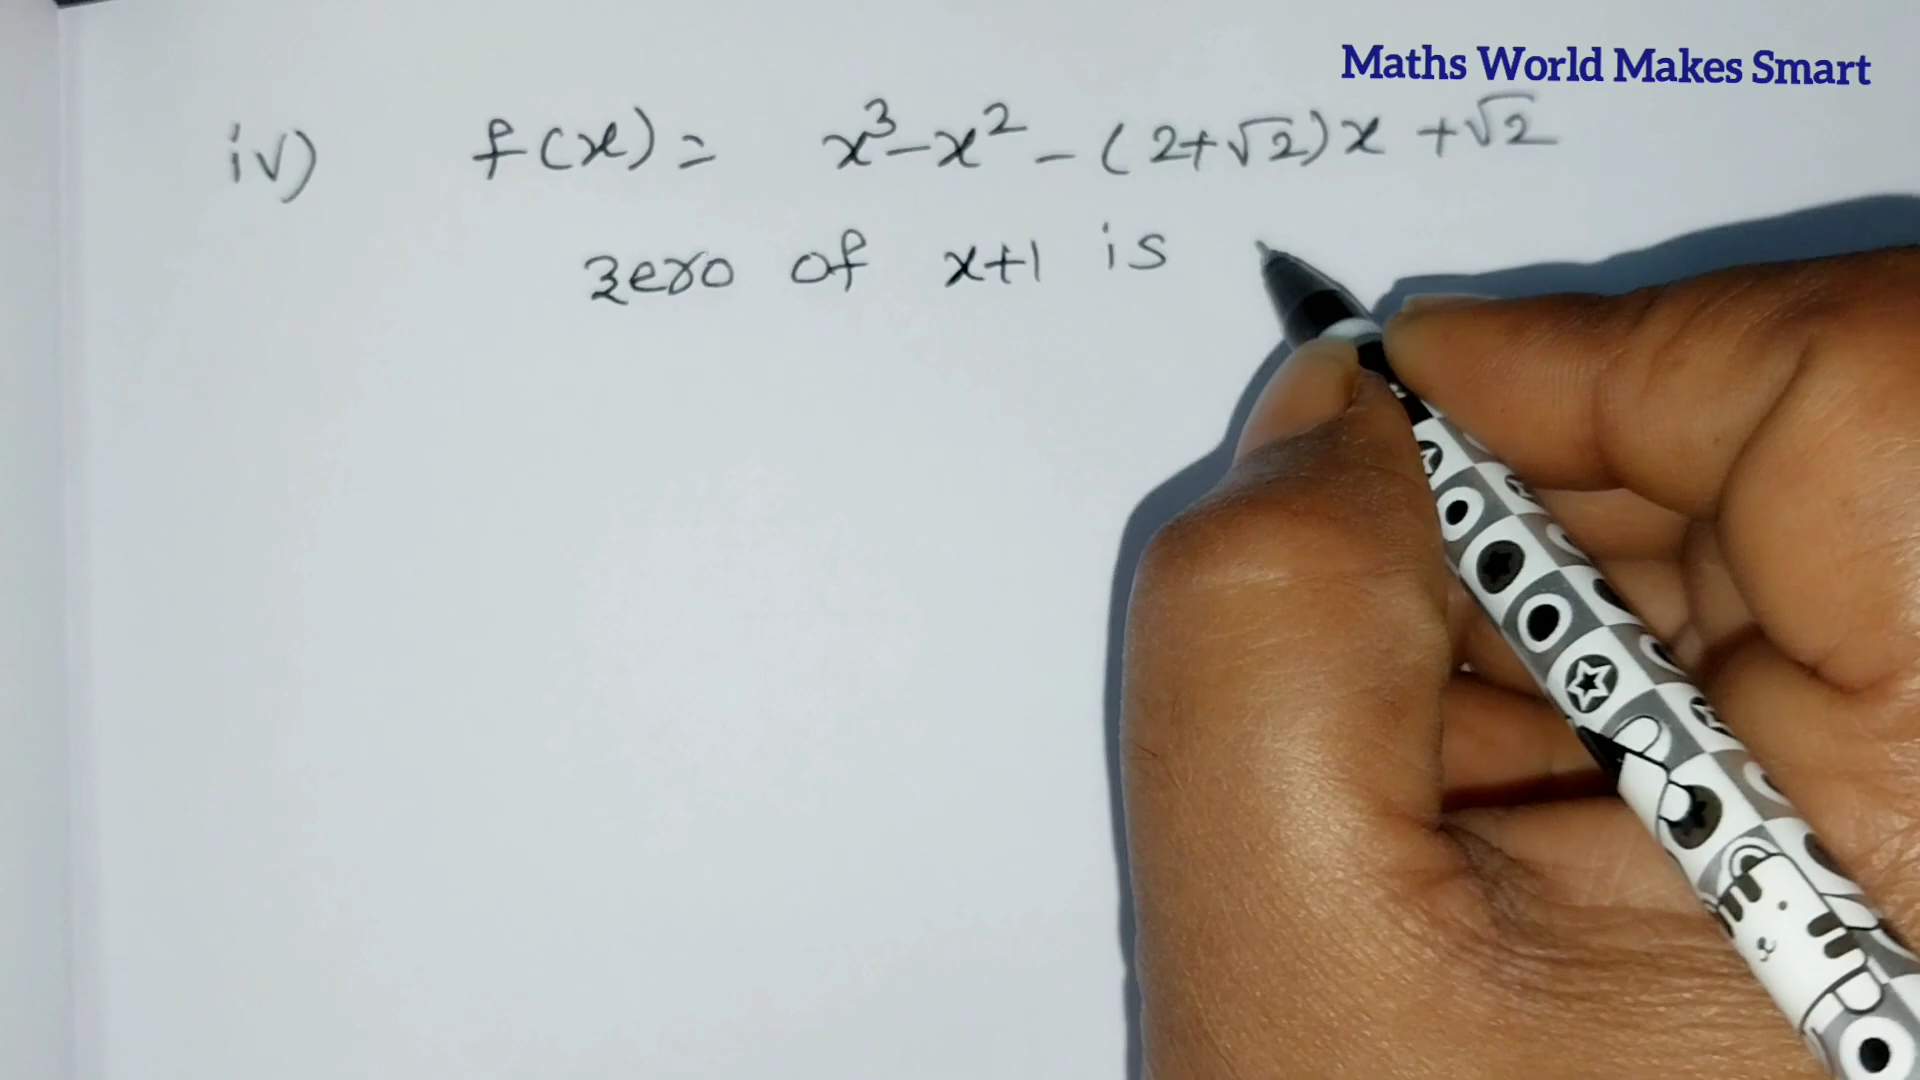 Maths World Makes Smart
iv) f(x) = x³-x² - (2+√2)x +√2
zero of x+1 is